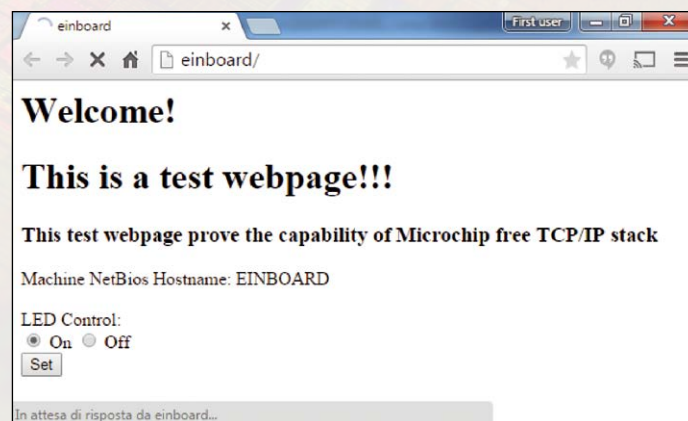 einboard
First user
einboard/
Welcome!
This is a test webpage!!!
This test webpage prove the capability of Microchip free TCP/IP stack
Machine NetBios Hostname: EINBOARD
LED Control:
On Off
Set
In attesa di risposta da einboard...